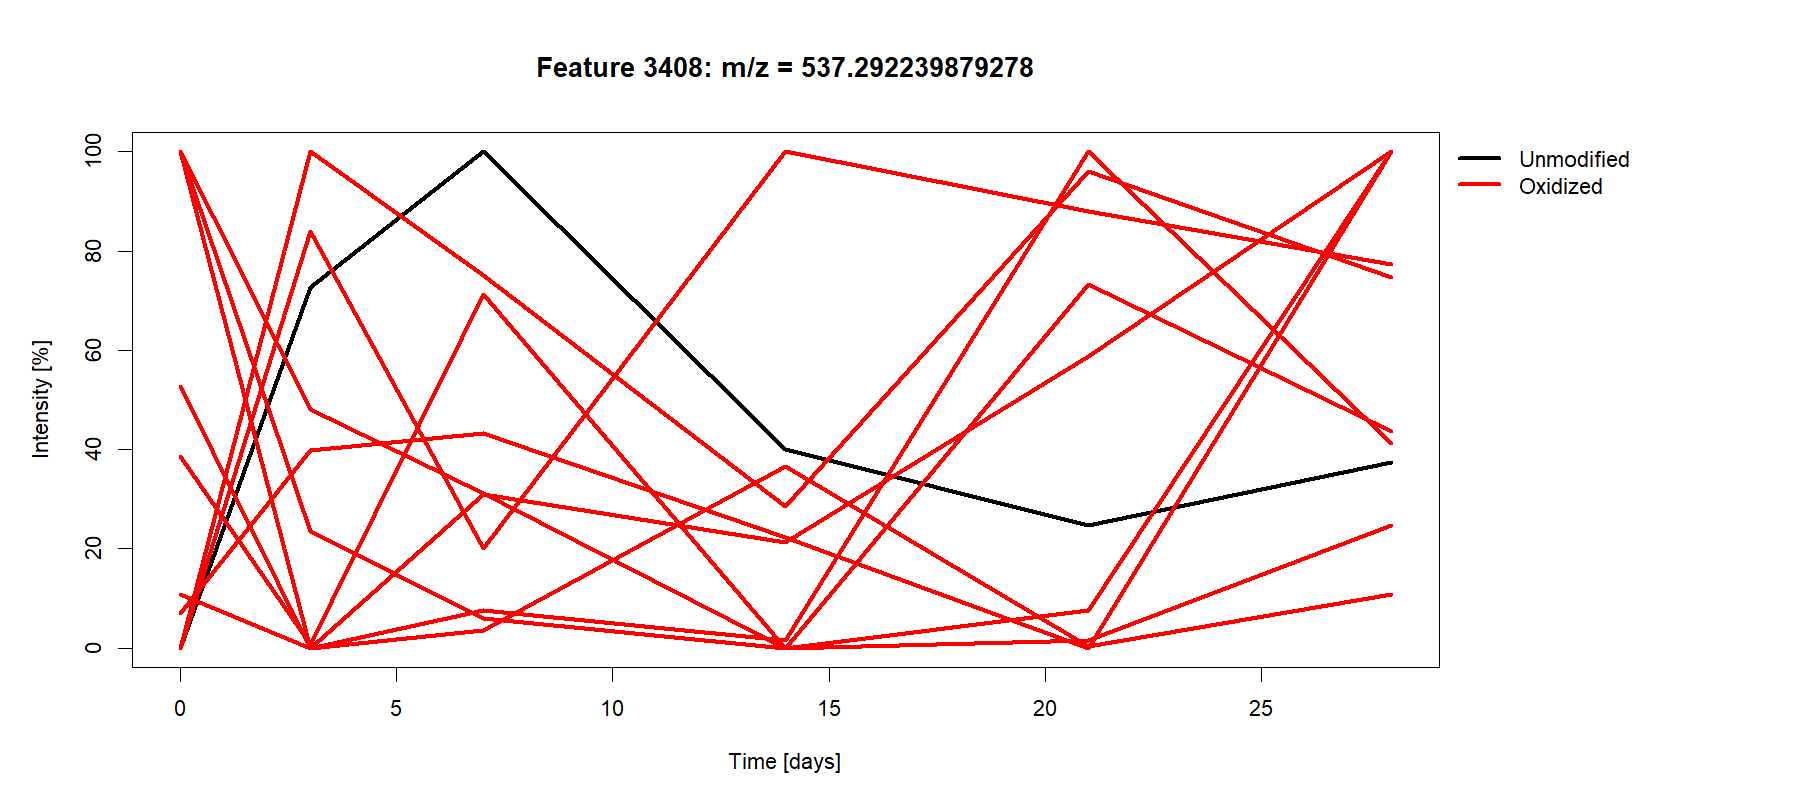 Feature 3408: m/z = 537.292239879278
Unmodified
Oxidized
Intensity [%]
100
80
60
40
20
0
0 5 10 15 20 25
Time [days]